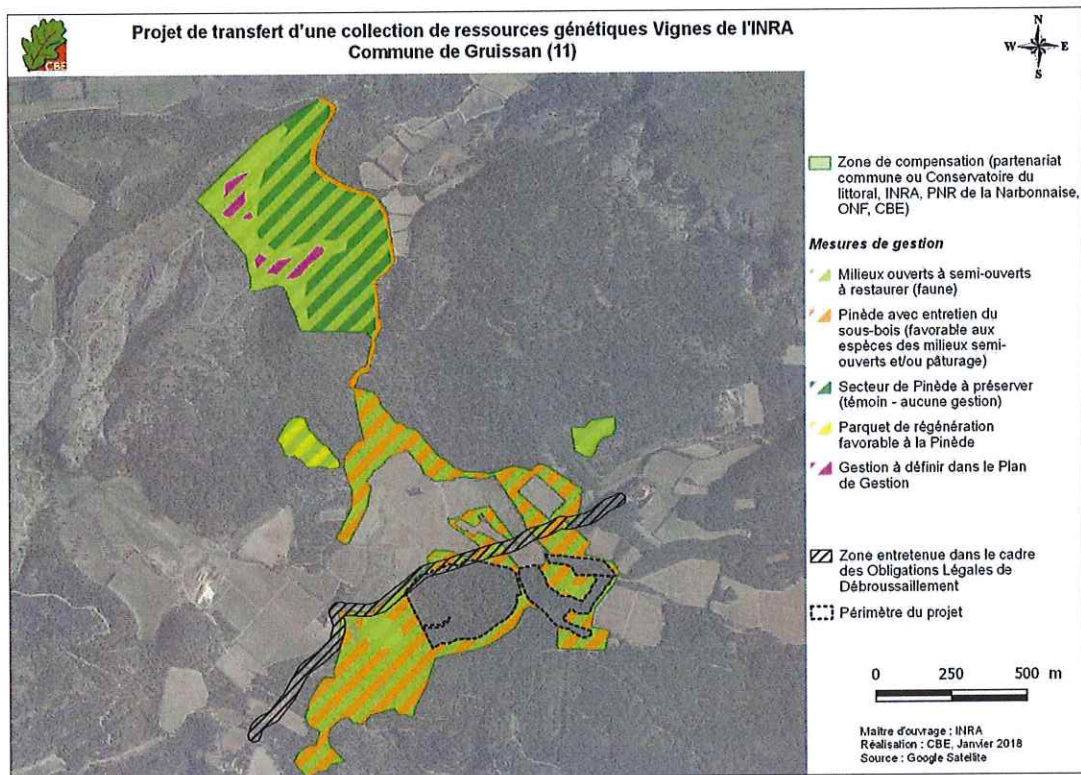 CBE
Projet de transfert d'une collection de ressources génétiques Vignes de l'INRA
Commune de Gruissan (11)
N
W E
S
Zone de compensation (partenariat
commune ou Conservatoire du
littoral, INRA, PNR de la Narbonnaise,
ONF, CBE)
Mesures de gestion
Milieux ouverts à semi-ouverts
à restaurer (faune)
Pinède avec entretien du
sous-bois (favorable aux
espèces des milieux semi-
ouverts et/ou pâturage)
Secteur de Pinède à préserver
(témoin - aucune gestion)
Parquet de régénération
favorable à la Pinède
Gestion à définir dans le Plan
de Gestion
Zone entretenue dans le cadre
des Obligations Légales de
Débroussaillement
Périmètre du projet
0 250 500 m
Maître d'ouvrage : INRA
Réalisation : CBE, Janvier 2018
Source : Google Satellite